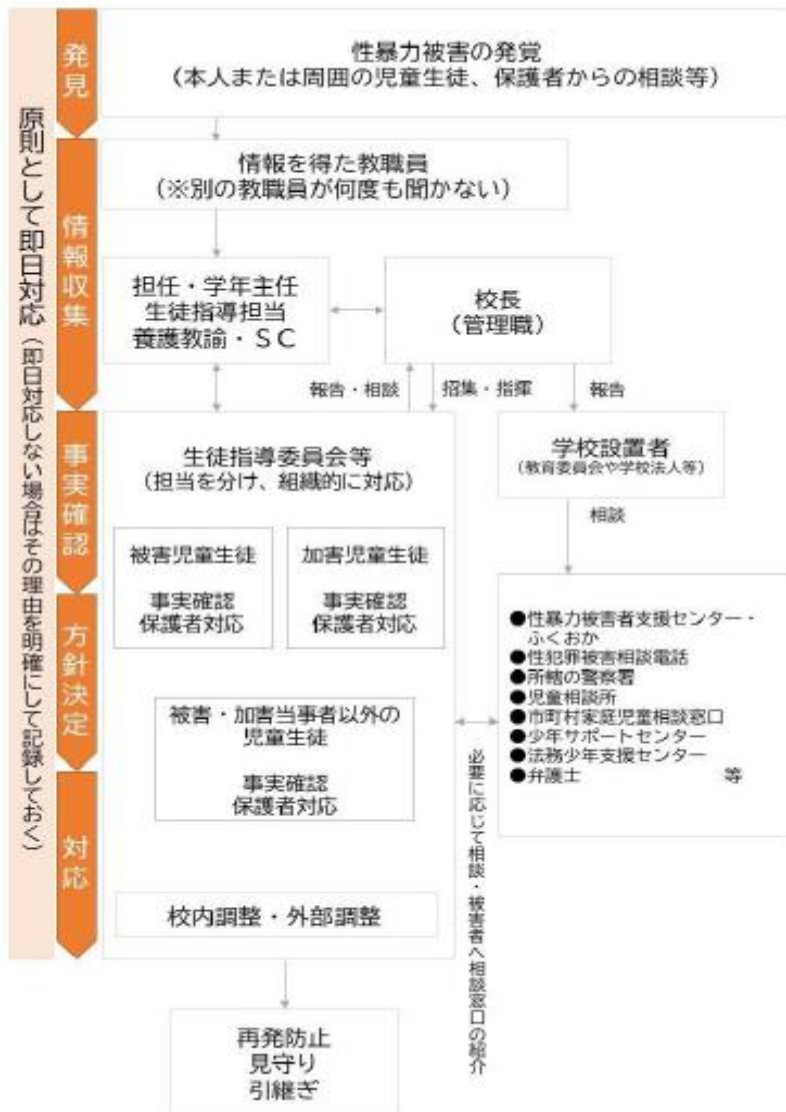 原則として即日対応(即日対応しない場合はその理由を明確にして記録しておく)
発見
性暴力被害の発覚
(本人または周囲の児童生徒、保護者からの相談等)
情報収集
情報を得た教職員
(※別の教職員が何度も聞かない)
担任・学年主任
生徒指導担当
養護教諭・SC
校長
(管理職)
報告・相談
招集・指揮
報告
事実確認
生徒指導委員会等
(担当を分け、組織的に対応)
学校設置者
(教育委員会や学校法人等)
相談
被害児童生徒
事実確認
保護者対応
加害児童生徒
事実確認
保護者対応
方針決定
被害・加害当事者以外の
児童生徒
事実確認
保護者対応
●性暴力被害者支援センター・
ふくおか
●性犯罪被害相談電話
●所轄の警察署
●児童相談所
●市町村家庭児童相談窓口
●少年サポートセンター
●法務少年支援センター
●弁護士 等
必要に応じて相談・被害者へ相談窓口の紹介
対応
校内調整・外部調整
再発防止
見守り
引継ぎ